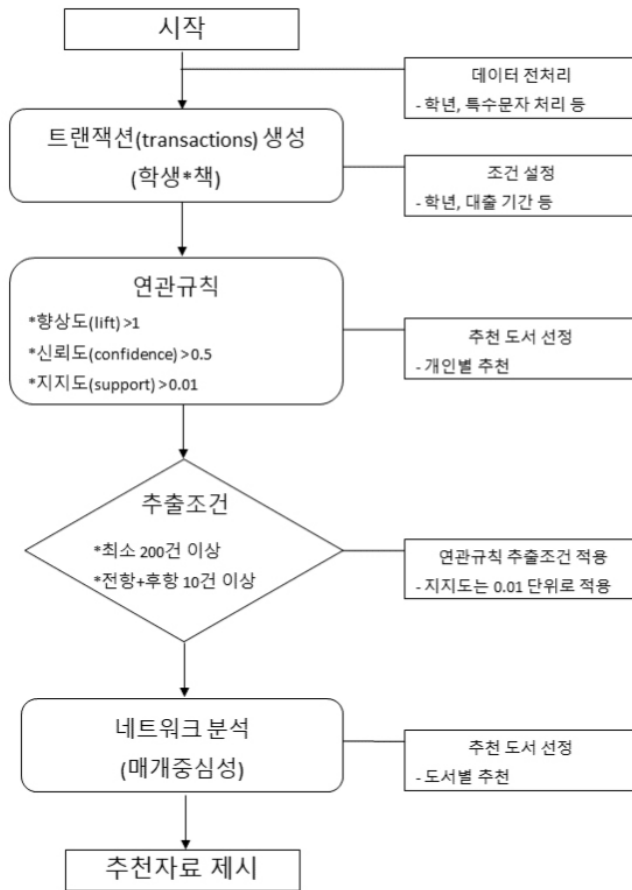 시작
데이터 전처리
- 학년, 특수문자 처리 등
트랜잭션(transactions) 생성
(학생*책)
조건 설정
- 학년, 대출 기간 등
연관규칙
*향상도(lift) >1
*신뢰도(confidence) >0.5
*지지도(support) >0.01
추천 도서 선정
- 개인별 추천
추출조건
*최소 200건 이상
*전항+후항 10건 이상
연관규칙 추출조건 적용
- 지지도는 0.01 단위로 적용
네트워크 분석
(매개중심성)
추천 도서 선정
- 도서별 추천
추천자료 제시